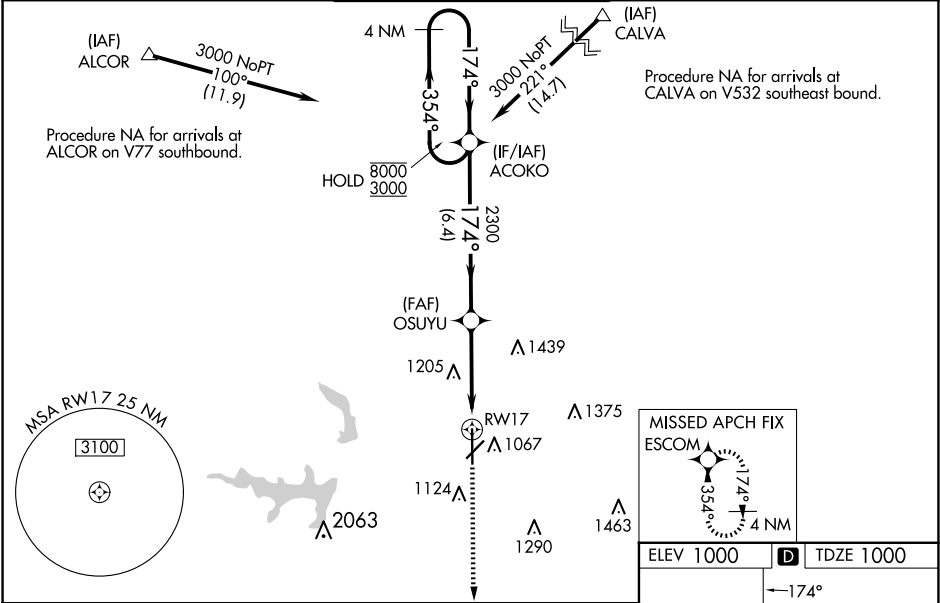 (IAF)
ALCOR
3000 NoPT
100°
(11.9)
Procedure NA for arrivals at
ALCOR on V77 southbound.
4 NM
174°
354°
HOLD 8000
3000
(IF/IAF)
ACOKO
(IAF)
CALVA
3000 NoPT
221°
(14.7)
Procedure NA for arrivals at
CALVA on V532 southeast bound.
2300
174°
(6.4)
(FAF)
OSUYU
1439
1205
1375
RW17
1067
1124
1463
1290
2063
MSA RW17 25 NM
3100
MISSED APCH FIX
ESCOM
174°
354°
4 NM
ELEV 1000 D TDZE 1000
174°